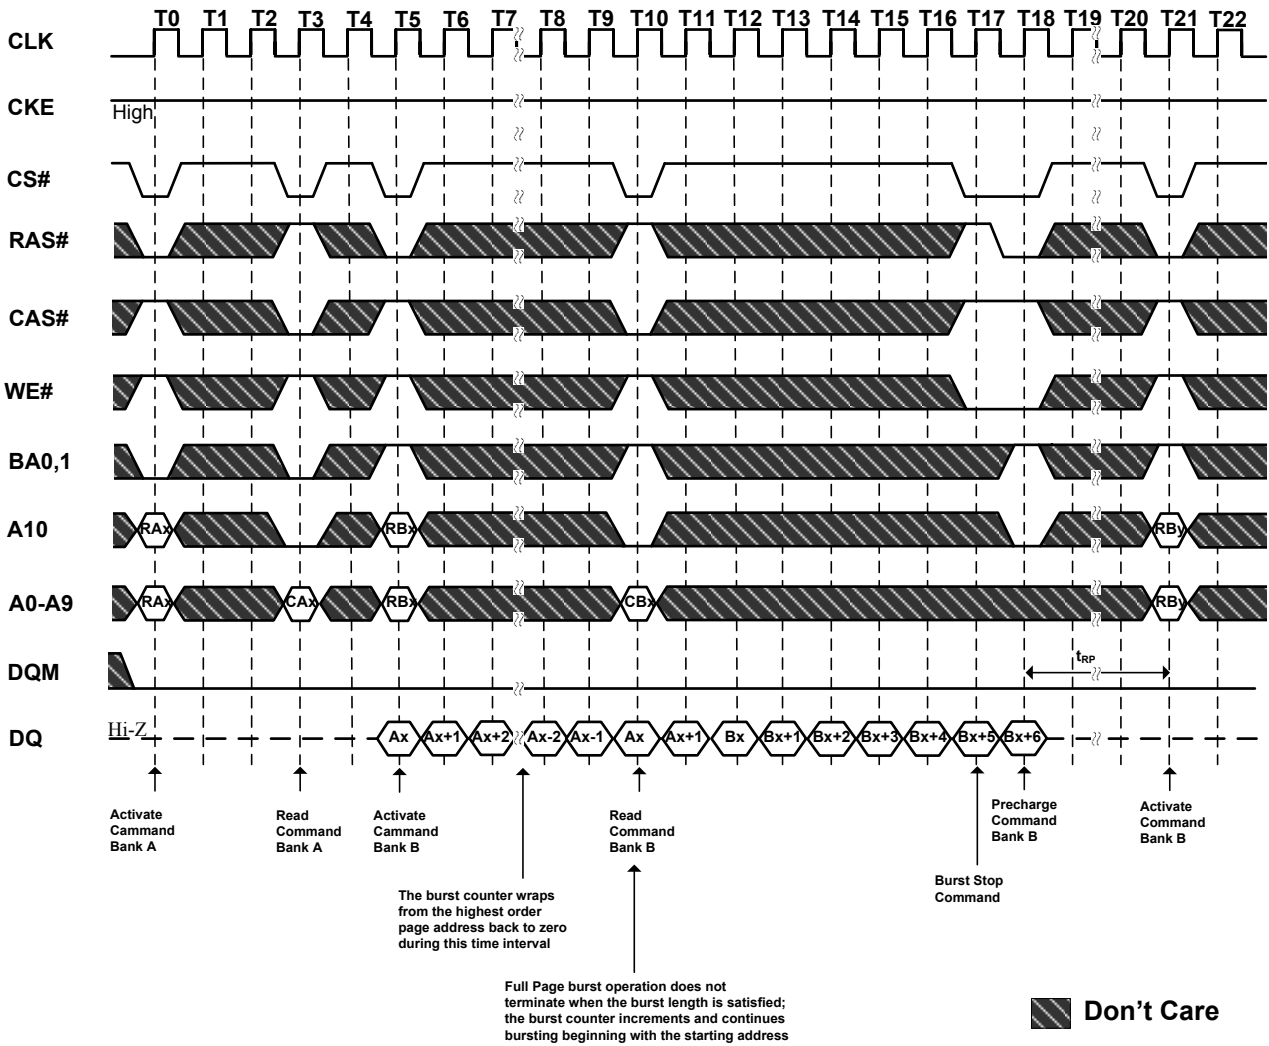 T0 T1 T2 T3 T4 T5 T6 T7 T8 T9 T10 T11 T12 T13 T14 T15 T16 T17 T18 T19 T20 T21 T22
CLK
CKE
High
CS#
RAS#
CAS#
WE#
BA0,1
A10
RAx RBx RBy
A0-A9
RAx CAx RBx CBx RBy
DQM
tRP
DQ
Hi-Z
Ax Ax+1 Ax+2 Ax-2 Ax-1 Ax Ax+1 Bx Bx+1 Bx+2 Bx+3 Bx+4 Bx+5 Bx+6
Activate
Cammand
Bank A
Read
Command
Bank A
Activate
Cammand
Bank B
Read
Command
Bank B
Precharge
Command
Bank B
Activate
Command
Bank B
Burst Stop
Command
The burst counter wraps
from the highest order
page address back to zero
during this time interval
Full Page burst operation does not
terminate when the burst length is satisfied;
the burst counter increments and continues
bursting beginning with the starting address
Don't Care